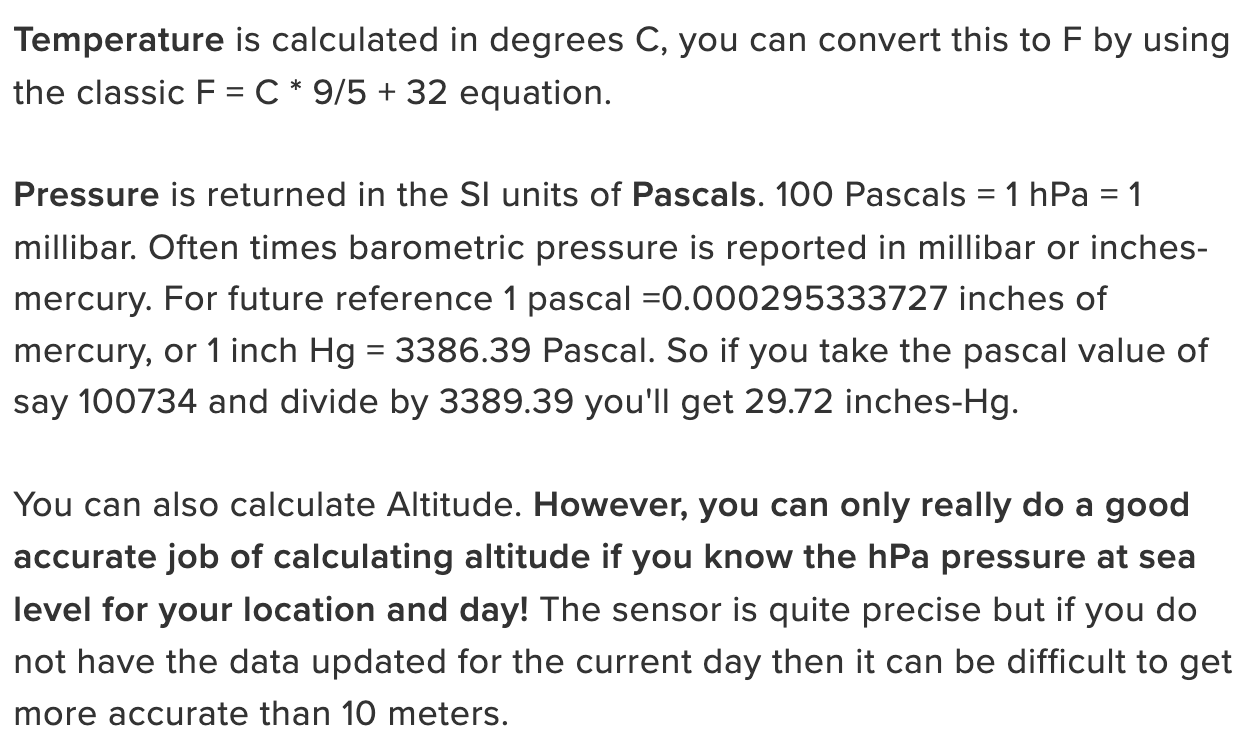 Temperature is calculated in degrees C, you can convert this to F by using
the classic F = C * 9/5 + 32 equation.
Pressure is returned in the SI units of Pascals. 100 Pascals = 1 hPa = 1
millibar. Often times barometric pressure is reported in millibar or inches-
mercury. For future reference 1 pascal =0.000295333727 inches of
mercury, or 1 inch Hg = 3386.39 Pascal. So if you take the pascal value of
say 100734 and divide by 3389.39 you'll get 29.72 inches-Hg.
You can also calculate Altitude. However, you can only really do a good
accurate job of calculating altitude if you know the hPa pressure at sea
level for your location and day! The sensor is quite precise but if you do
not have the data updated for the current day then it can be difficult to get
more accurate than 10 meters.